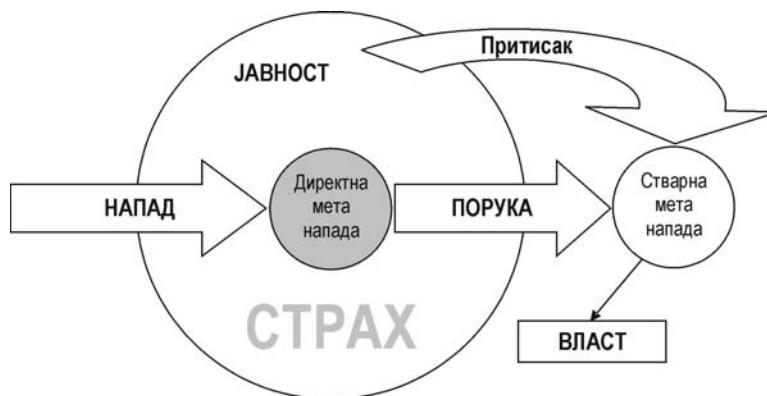 Притисак
ЈАВНОСТ
НАПАД
Директна
мета
напада
ПОРУКА
Стварна
мета
напада
СТРАХ
ВЛАСТ